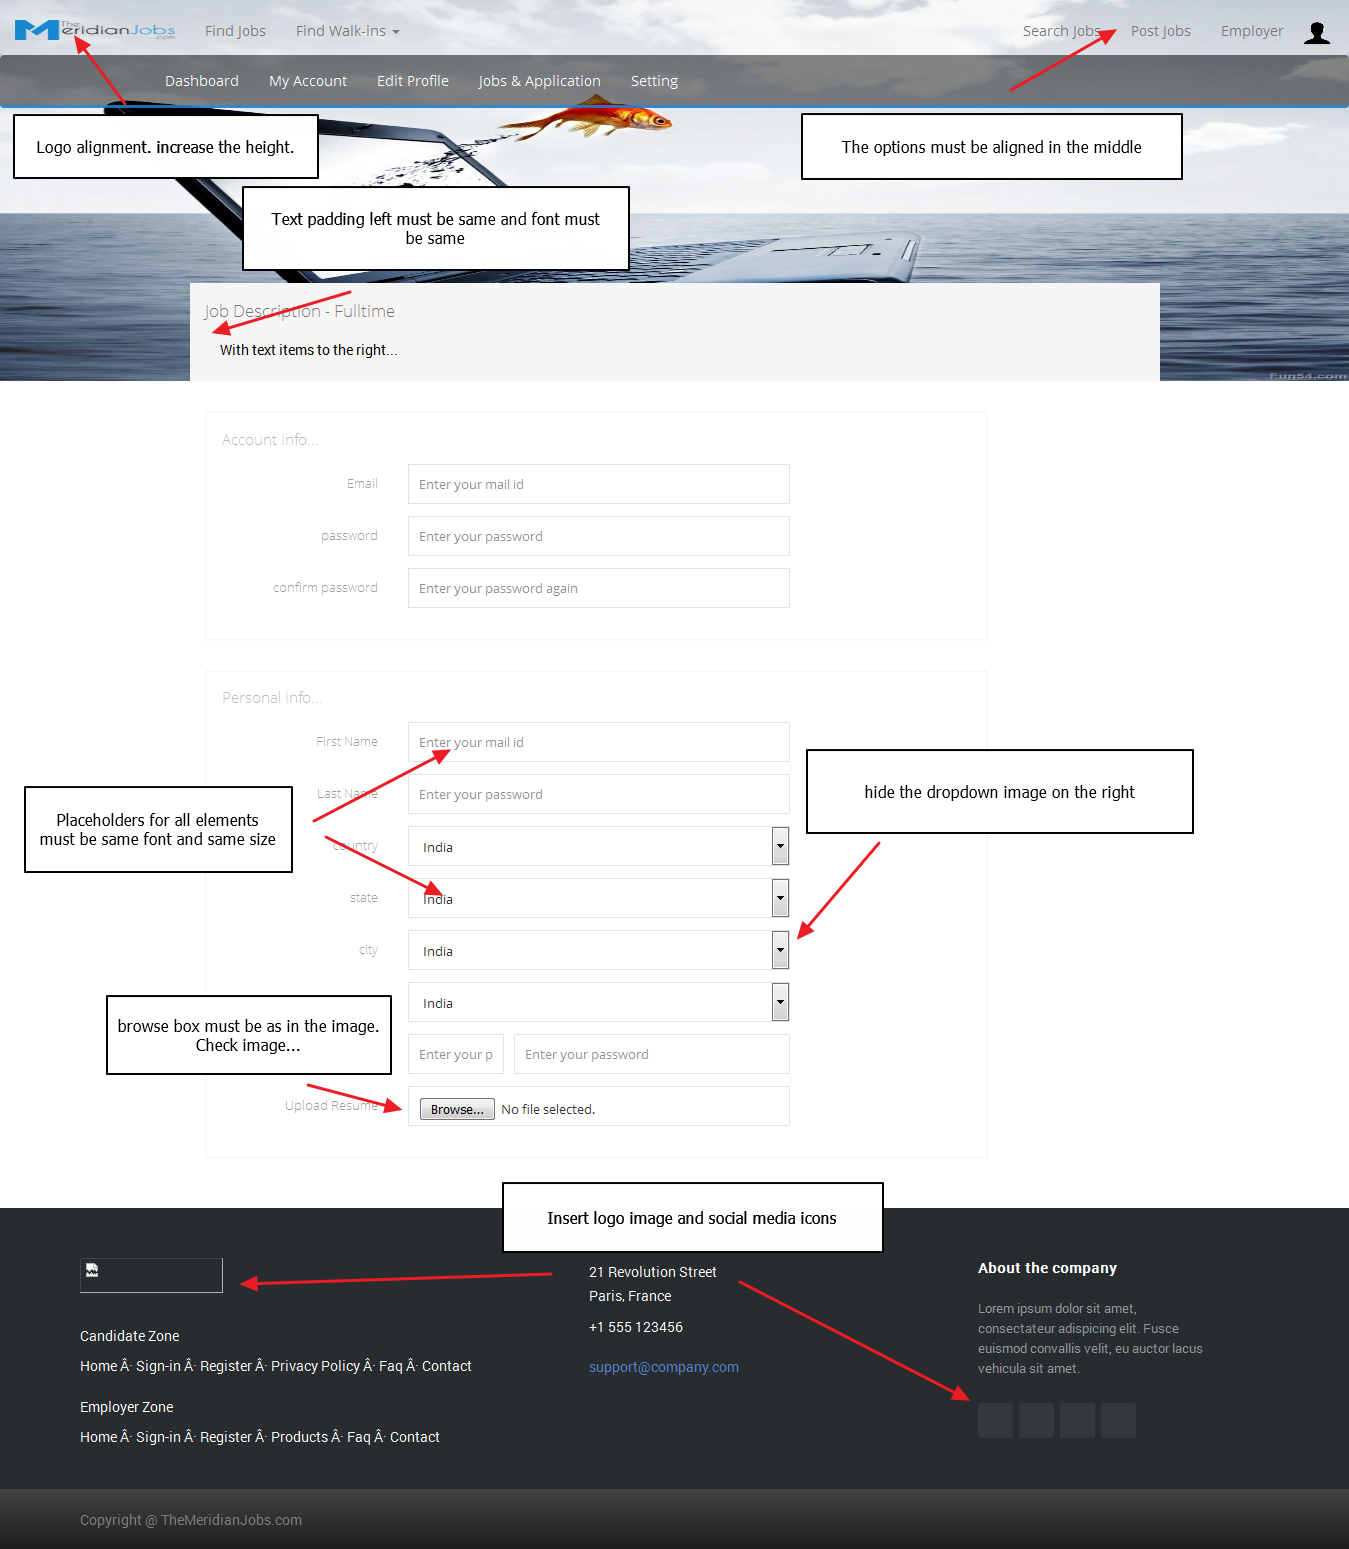 The
MeridianJobs
.com
Find Jobs
Find Walk-ins
Search Jobs
Post Jobs
Employer
Dashboard
My Account
Edit Profile
Jobs & Application
Setting
Logo alignment. increase the height.
The options must be aligned in the middle
Text padding left must be same and font must
be same
Job Description - Fulltime
With text items to the right...
Fun54.com
Account Info...
Email
Enter your mail id
password
Enter your password
confirm password
Enter your password again
Personal Info...
First Name
Enter your mail id
Last Name
Enter your password
hide the dropdown image on the right
Placeholders for all elements
must be same font and same size
country
India
state
India
city
India
India
browse box must be as in the image.
Check image...
Enter your p
Enter your password
Upload Resume
Browse...
No file selected.
Insert logo image and social media icons
21 Revolution Street
Paris, France
+1 555 123456
support@company.com
About the company
Lorem ipsum dolor sit amet,
consectateur adispicing elit. Fusce
euismod convallis velit, eu auctor lacus
vehicula sit amet.
Candidate Zone
Home Â· Sign-in Â· Register Â· Privacy Policy Â· Faq Â· Contact
Employer Zone
Home Â· Sign-in Â· Register Â· Products Â· Faq Â· Contact
Copyright @ TheMeridianJobs.com